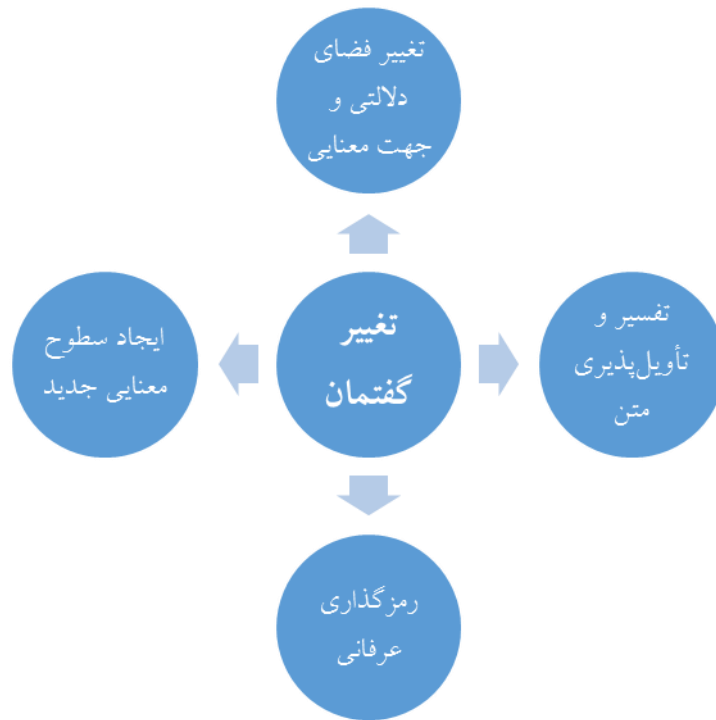 تغییر فضای
دلالتی و
جهت معنایی
تفسیر و
تأویل‌پذیری
متن
تغییر
گفتمان
ایجاد سطوح
معنایی جدید
رمزگذاری
عرفانی